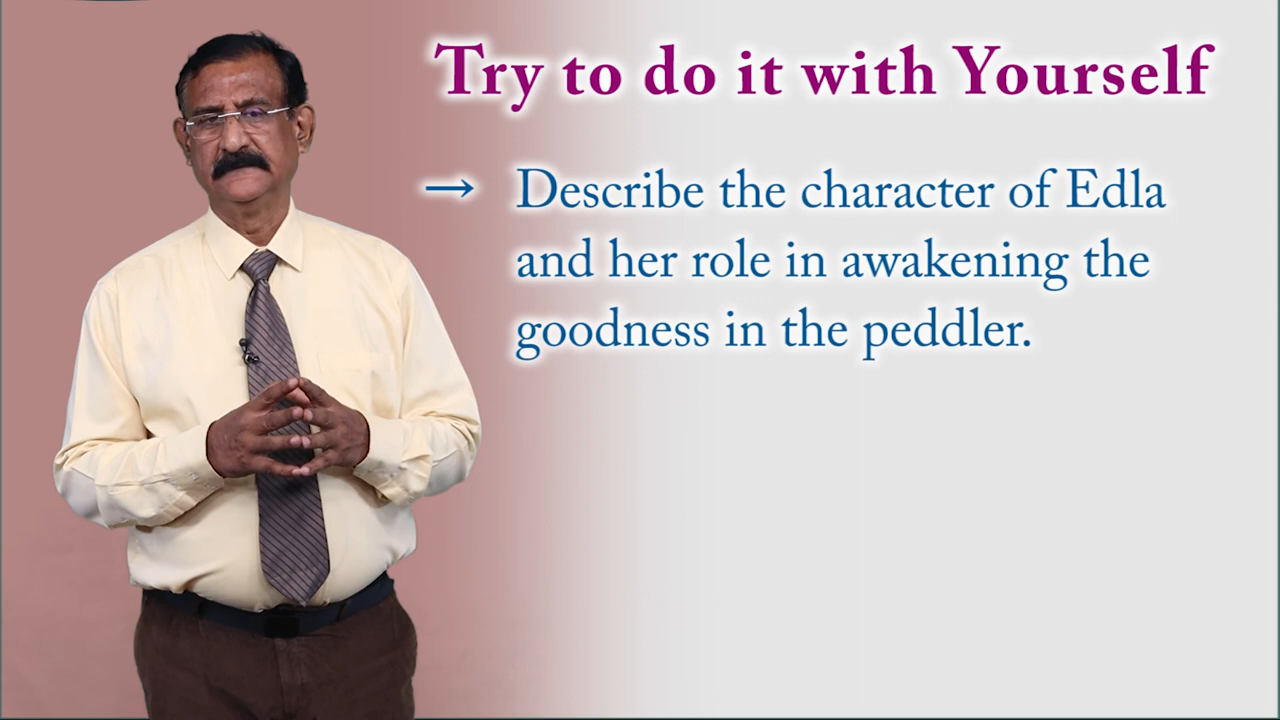 Try to do it with Yourself
→ Describe the character of Edla
and her role in awakening the
goodness in the peddler.